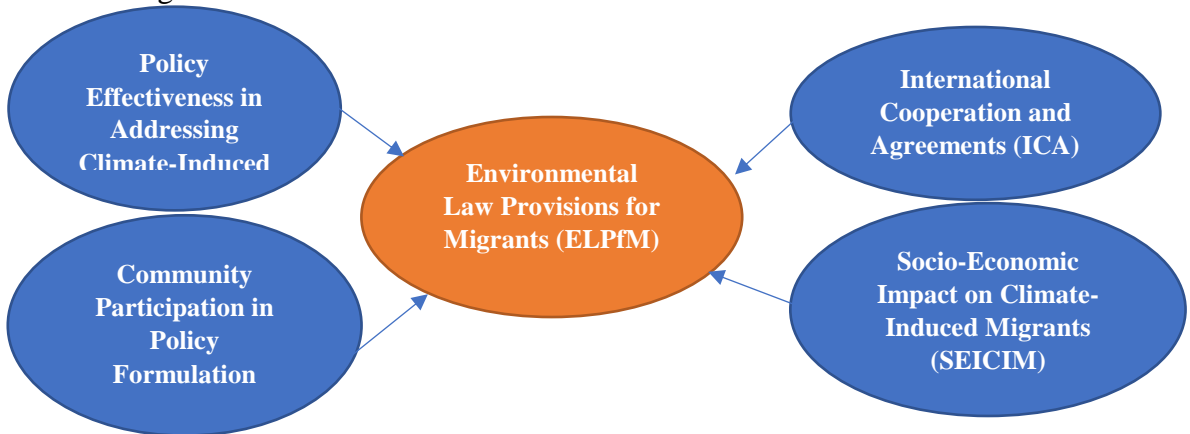 Policy
Effectiveness in
Addressing
Climate-Induced
International
Cooperation and
Agreements (ICA)
Environmental
Law Provisions for
Migrants (ELPfM)
Community
Participation in
Policy
Formulation
Socio-Economic
Impact on Climate-
Induced Migrants
(SEICIM)